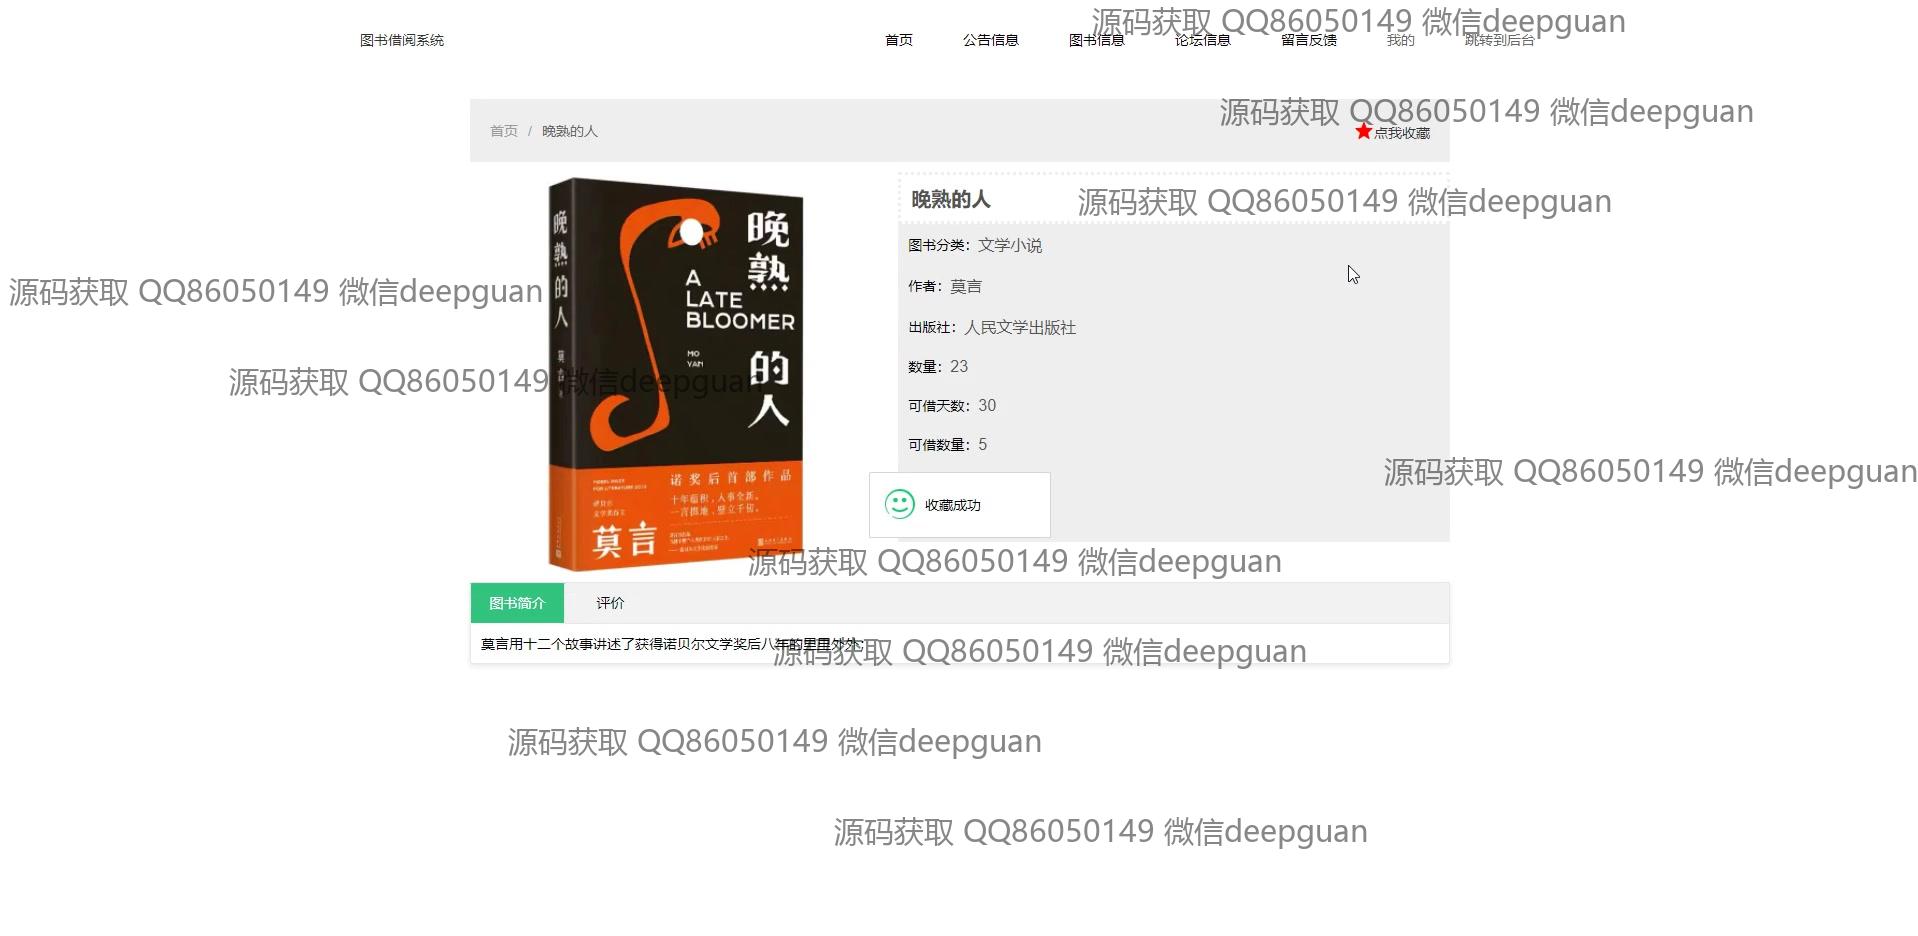 源码获取 QQ86050149 微信deepguan
图书借阅系统
首页
公告信息
图书信息
论坛信息
留言反馈
我的
跳转到后台
源码获取 QQ86050149 微信deepguan
首页 / 晚熟的人
点我收藏
晚熟的人
源码获取 QQ86050149 微信deepguan
图书分类：文学小说
作者：莫言
出版社：人民文学出版社
数量：23
可借天数：30
可借数量：5
收藏成功
晚熟的人
晚熟的人
A
LATE
BLOOMER
MO
YAN
诺奖后首部作品
十年蕴积，人事全新。
一言掷地，壁立千仞。
莫言
源码获取 QQ86050149 微信deepguan
源码获取 QQ86050149 微信deepguan
源码获取 QQ86050149 微信deepguan
源码获取 QQ86050149 微信deepguan
图书简介
评价
莫言用十二个故事讲述了获得诺贝尔文学奖后八年的里里外外;
源码获取 QQ86050149 微信deepguan
源码获取 QQ86050149 微信deepguan
源码获取 QQ86050149 微信deepguan